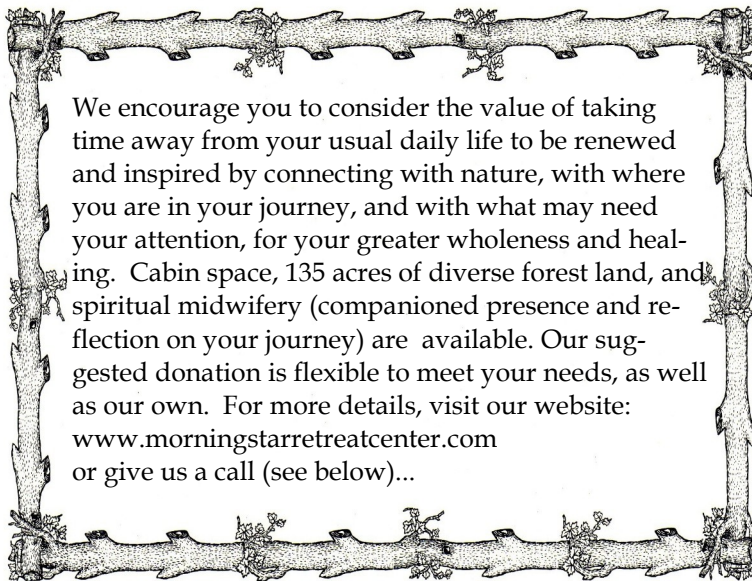 We encourage you to consider the value of taking
time away from your usual daily life to be renewed
and inspired by connecting with nature, with where
you are in your journey, and with what may need
your attention, for your greater wholeness and heal-
ing.  Cabin space, 135 acres of diverse forest land, and
spiritual midwifery (companioned presence and re-
flection on your journey) are  available. Our sug-
gested donation is flexible to meet your needs, as well
as our own.  For more details, visit our website:
www.morningstarretreatcenter.com
or give us a call (see below)...